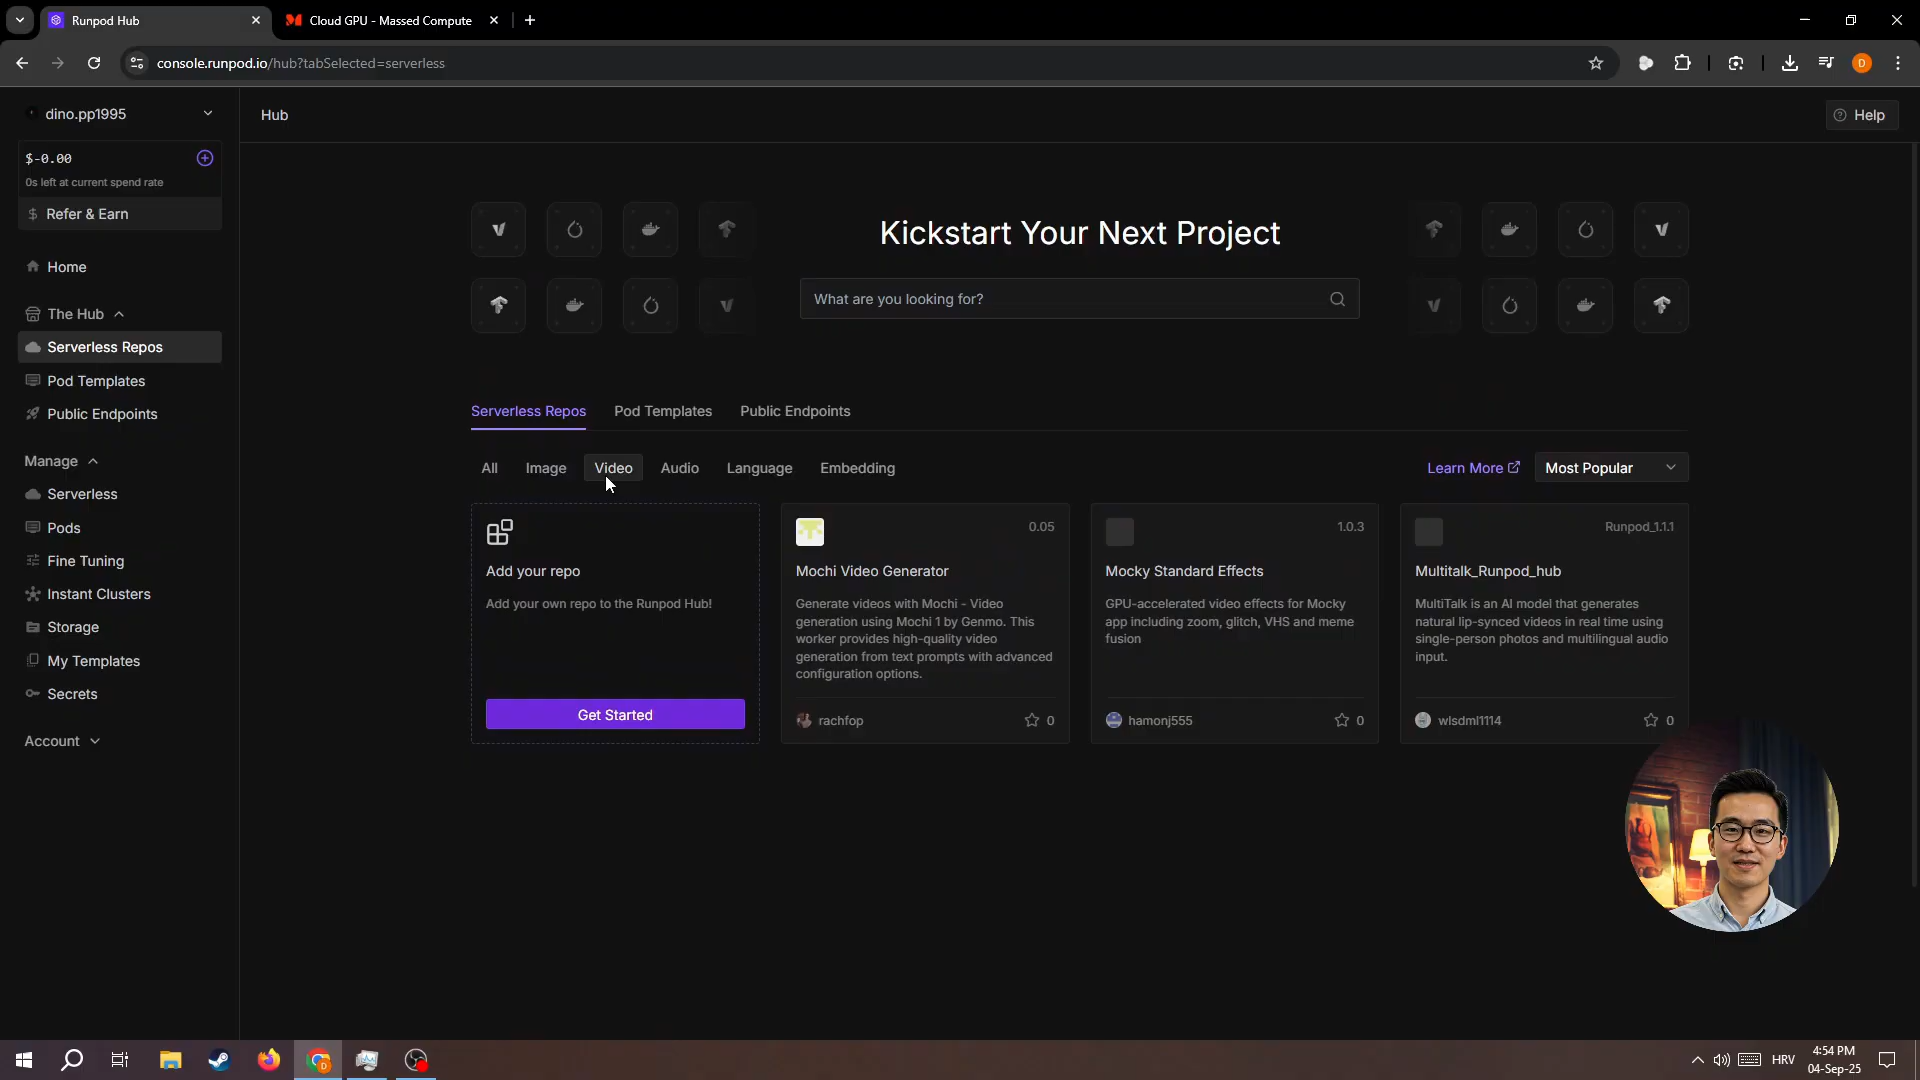 Runpod Hub
Cloud GPU - Massed Compute
console.runpod.io/hub?tabSelected=serverless
D
dino.pp1995
Hub
Help
$-0.00
0s left at current spend rate
$ Refer & Earn
Home
The Hub
Serverless Repos
Pod Templates
Public Endpoints
Manage
Serverless
Pods
Fine Tuning
Instant Clusters
Storage
My Templates
Secrets
Account
Kickstart Your Next Project
What are you looking for?
Serverless Repos
Pod Templates
Public Endpoints
All
Image
Video
Audio
Language
Embedding
Learn More
Most Popular
Add your repo
Add your own repo to the Runpod Hub!
Get Started
0.05
Mochi Video Generator
Generate videos with Mochi - Video
generation using Mochi 1 by Genmo. This
worker provides high-quality video
generation from text prompts with advanced
configuration options.
rachfop
0
1.0.3
Mocky Standard Effects
GPU-accelerated video effects for Mocky
app including zoom, glitch, VHS and meme
fusion
hamonj555
0
Runpod_1.1.1
Multitalk_Runpod_hub
MultiTalk is an AI model that generates
natural lip-synced videos in real time using
single-person photos and multilingual audio
input.
wlsdml1114
0
HRV
4:54 PM
04-Sep-25